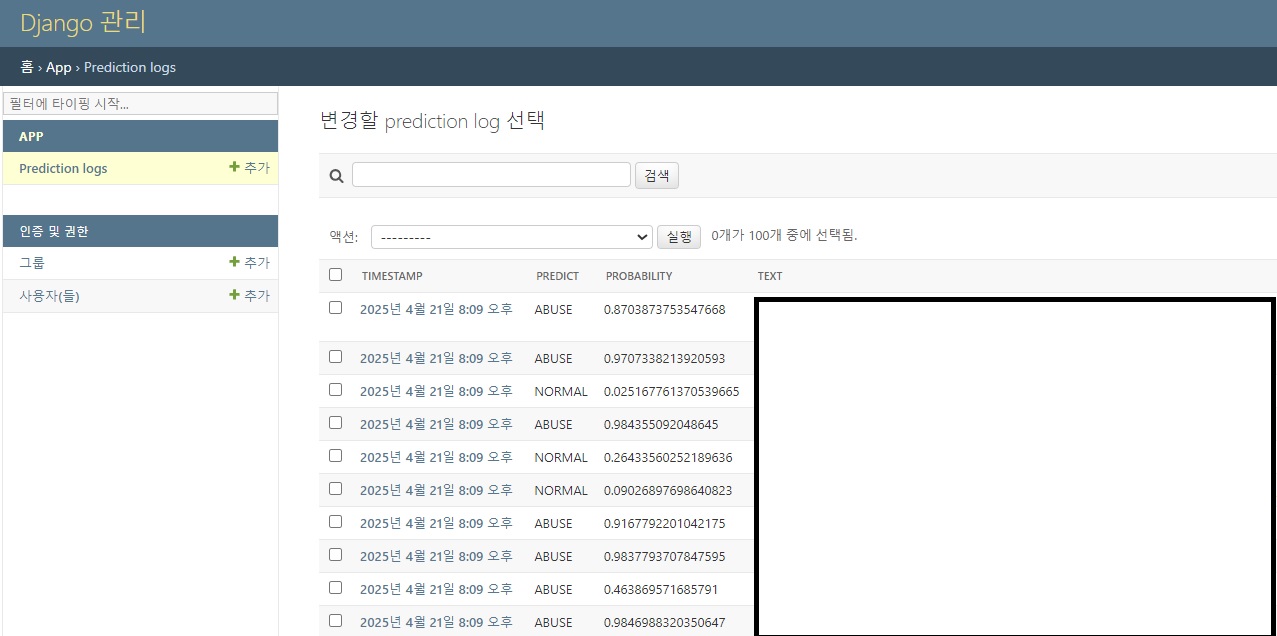 Django 관리
홈 › App › Prediction logs
필터에 타이핑 시작...
APP
Prediction logs 추가
인증 및 권한
그룹 추가
사용자(들) 추가
변경할 prediction log 선택
검색
액션: --------- 실행 0개가 100개 중에 선택됨.
TIMESTAMP PREDICT PROBABILITY TEXT
2025년 4월 21일 8:09 오후 ABUSE 0.8703873753547668
2025년 4월 21일 8:09 오후 ABUSE 0.9707338213920593
2025년 4월 21일 8:09 오후 NORMAL 0.025167761370539665
2025년 4월 21일 8:09 오후 ABUSE 0.984355092048645
2025년 4월 21일 8:09 오후 NORMAL 0.26433560252189636
2025년 4월 21일 8:09 오후 NORMAL 0.09026897698640823
2025년 4월 21일 8:09 오후 ABUSE 0.9167792201042175
2025년 4월 21일 8:09 오후 ABUSE 0.9837793707847595
2025년 4월 21일 8:09 오후 ABUSE 0.463869571685791
2025년 4월 21일 8:09 오후 ABUSE 0.9846988320350647